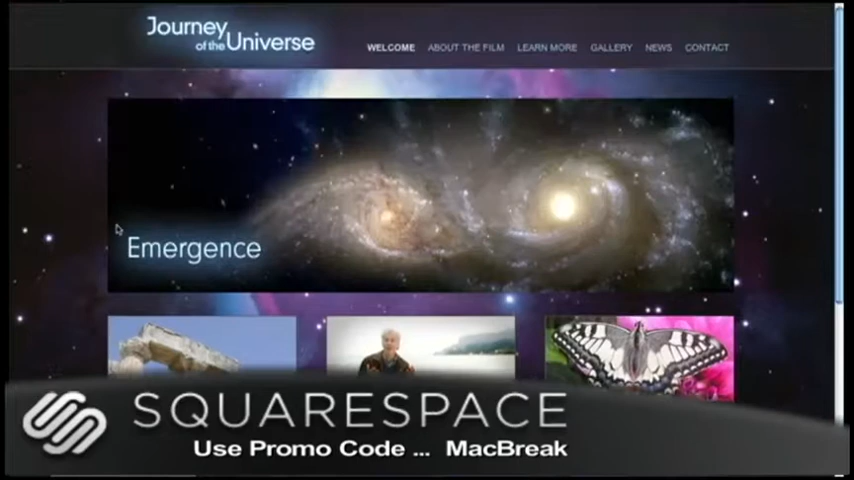 Journey
of the Universe
WELCOME ABOUT THE FILM LEARN MORE GALLERY NEWS CONTACT
Emergence
SQUARESPACE
Use Promo Code ... MacBreak